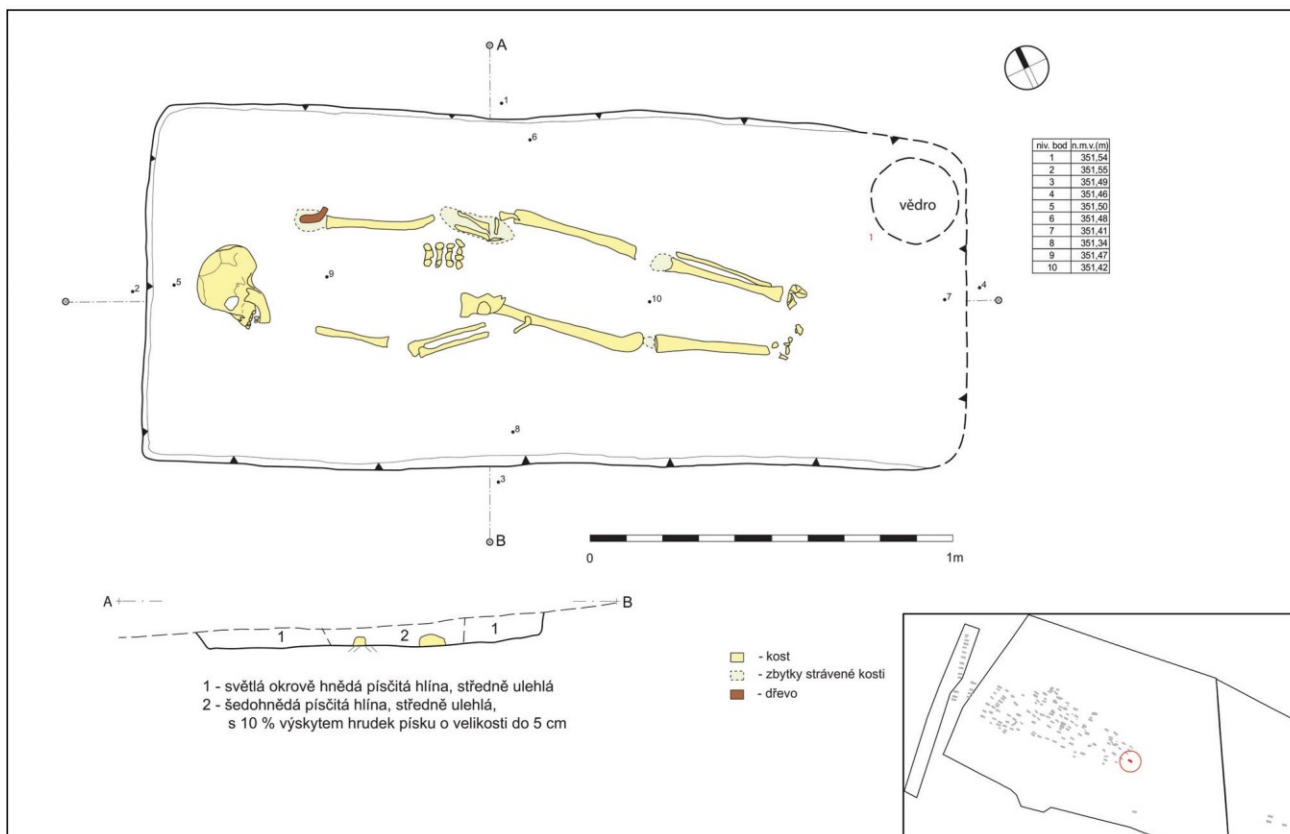 A
1
6
vědro
1
2
5
9
10
7
4
8
3
B
niv. bod n.m.v.(m)
1 351,54
2 351,55
3 351,49
4 351,46
5 351,50
6 351,48
7 351,41
8 351,34
9 351,47
10 351,42
0 1m
A B
1 2 1
1 - světlá okrově hnědá písčitá hlína, středně ulehlá
2 - šedohnědá písčitá hlína, středně ulehlá,
s 10 % výskytem hrudek písku o velikosti do 5 cm
- kost
- zbytky strávené kosti
- dřevo